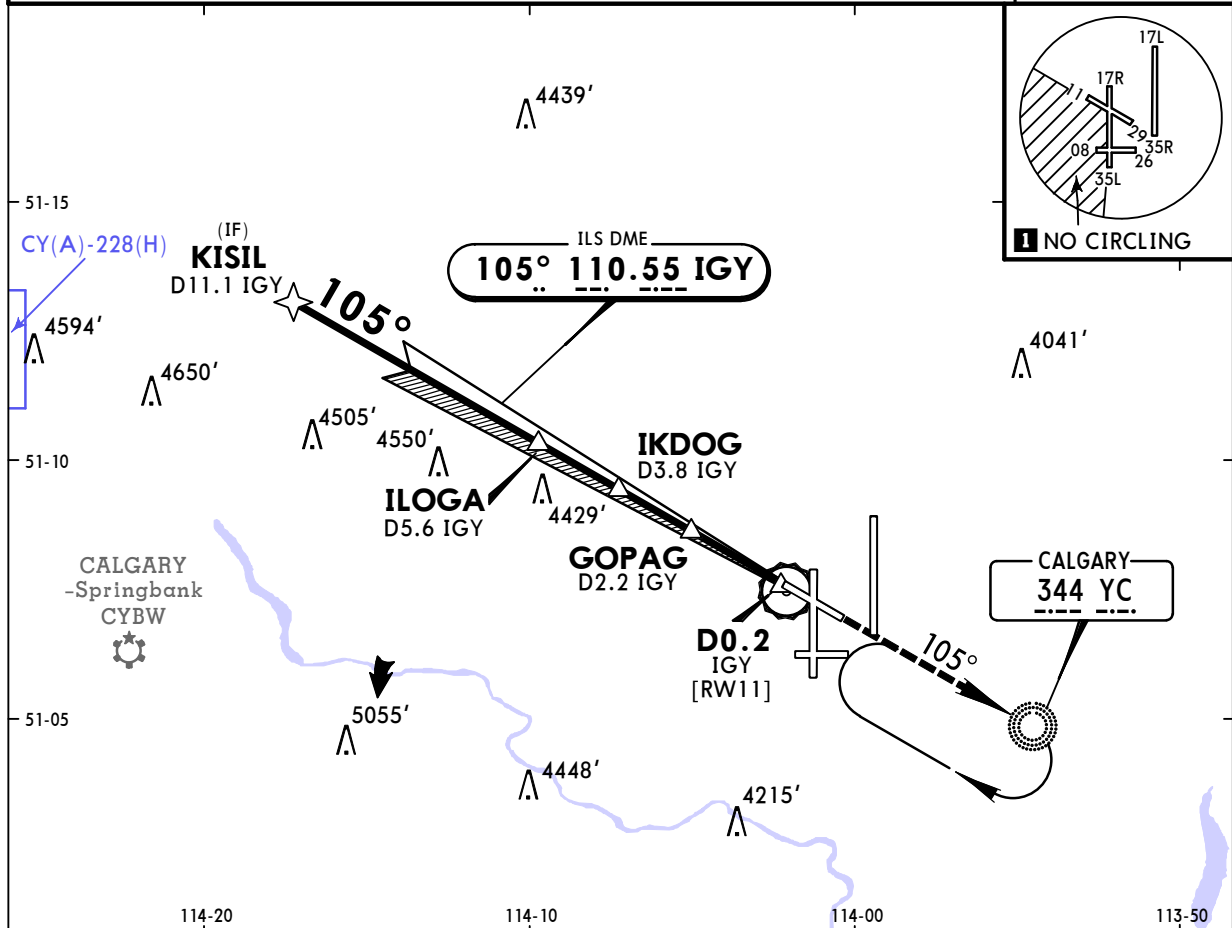 4439'
17L
17R
11
29
08
35R
26
35L
1 NO CIRCLING
51-15
CY(A)-228(H)
(IF)
KISIL
D11.1 IGY
ILS DME
105° 110.55 IGY
105°
4594'
4650'
4041'
4505'
4550'
IKDOG
D3.8 IGY
51-10
ILOGA
D5.6 IGY
4429'
GOPAG
D2.2 IGY
CALGARY
-Springbank
CYBW
CALGARY
344 YC
D0.2
IGY
[RW11]
105°
51-05
5055'
4448'
4215'
114-20
114-10
114-00
113-50